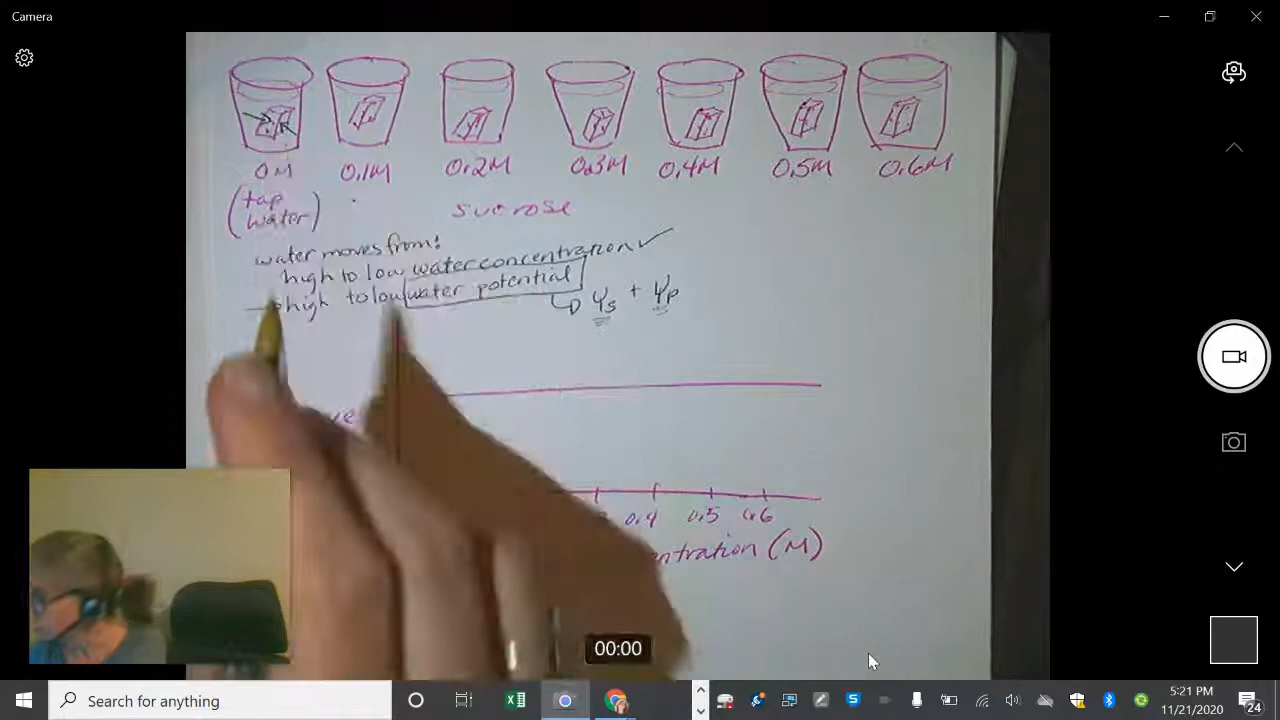 Camera
0M
0.1M
0.2M
0.3M
0.4M
0.5M
0.6M
(tap
water)
sucrose
water moves from:
high to low water concentration ✓
→ high to low water potential
ψs + ψp
0.4
0.5
0.6
entration (M)
00:00
Search for anything
5:21 PM
11/21/2020
24